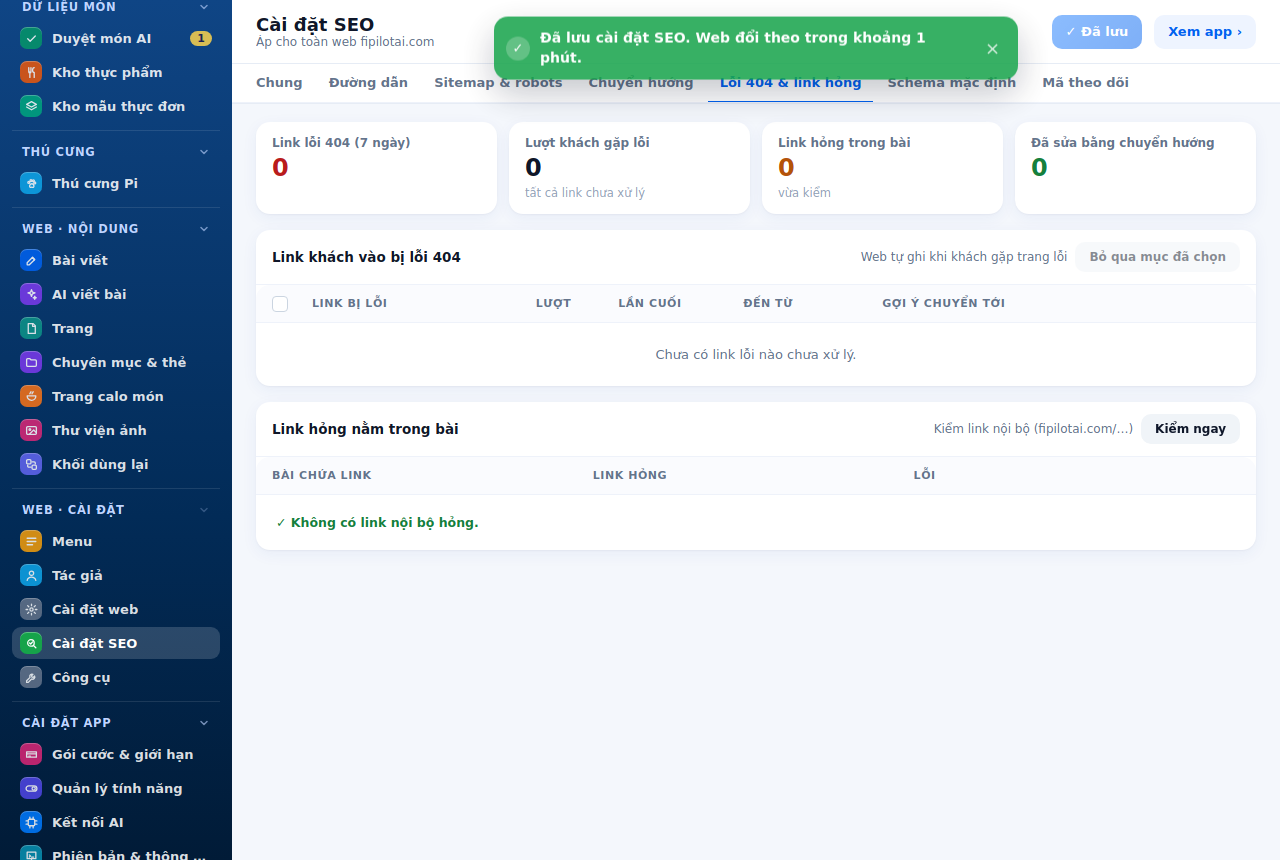 DỮ LIỆU MÓN
Duyệt món AI 1
Kho thực phẩm
Kho mẫu thực đơn
THÚ CƯNG
Thú cưng Pi
WEB · NỘI DUNG
Bài viết
AI viết bài
Trang
Chuyên mục & thẻ
Trang calo món
Thư viện ảnh
Khối dùng lại
WEB · CÀI ĐẶT
Menu
Tác giả
Cài đặt web
Cài đặt SEO
Công cụ
CÀI ĐẶT APP
Gói cước & giới hạn
Quản lý tính năng
Kết nối AI
Phiên bản & thông ...
Cài đặt SEO
Áp cho toàn web fipilotai.com
✓ Đã lưu cài đặt SEO. Web đổi theo trong khoảng 1
phút. ×
✓ Đã lưu
Xem app ›
Chung Đường dẫn Sitemap & robots Chuyển hướng Lỗi 404 & link hỏng Schema mặc định Mã theo dõi
Link lỗi 404 (7 ngày)
0
Lượt khách gặp lỗi
0
tất cả link chưa xử lý
Link hỏng trong bài
0
vừa kiểm
Đã sửa bằng chuyển hướng
0
Link khách vào bị lỗi 404
Web tự ghi khi khách gặp trang lỗi
Bỏ qua mục đã chọn
LINK BỊ LỖI LƯỢT LẦN CUỐI ĐẾN TỪ GỢI Ý CHUYỂN TỚI
Chưa có link lỗi nào chưa xử lý.
Link hỏng nằm trong bài
Kiểm link nội bộ (fipilotai.com/...)
Kiểm ngay
BÀI CHỨA LINK LINK HỎNG LỖI
✓ Không có link nội bộ hỏng.